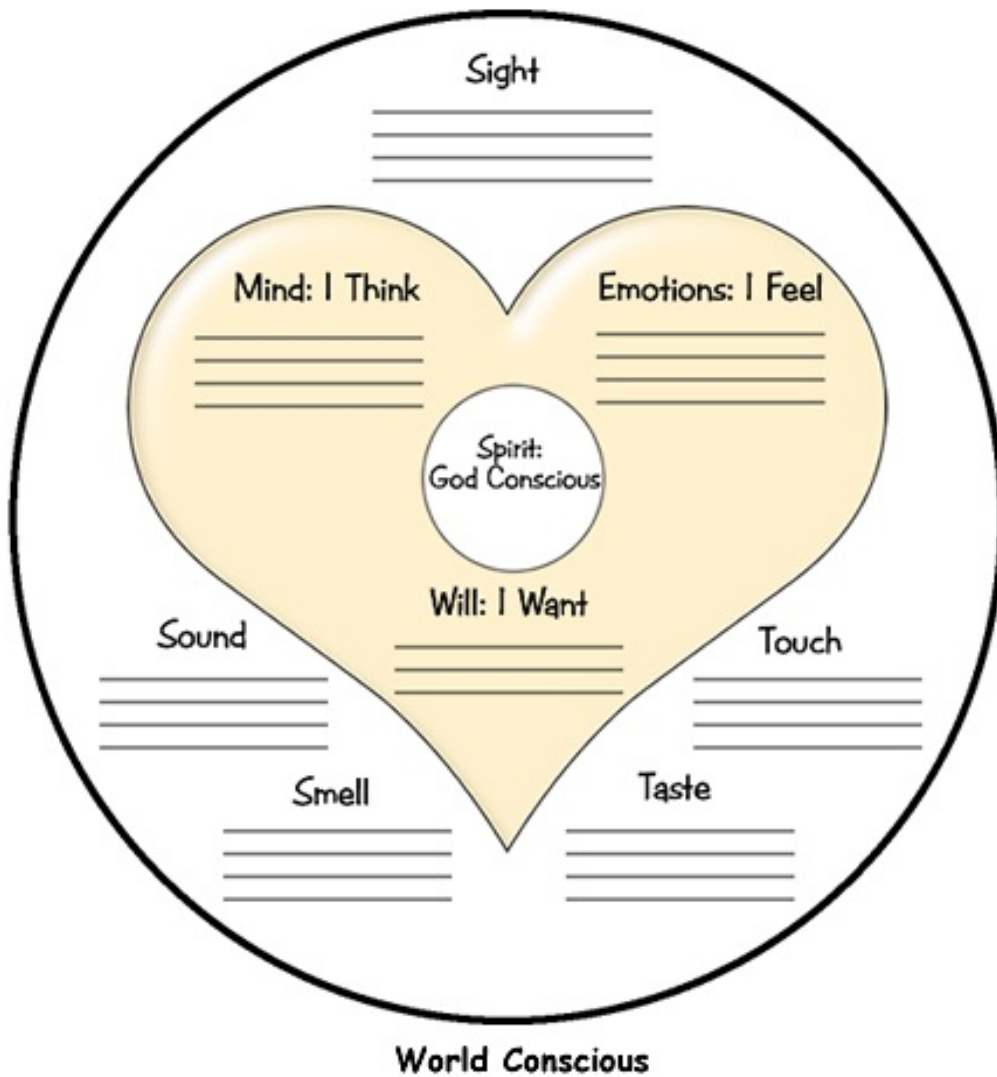 Sight
Mind: I Think
Emotions: I Feel
Spirit:
God Conscious
Will: I Want
Sound
Touch
Smell
Taste
World Conscious